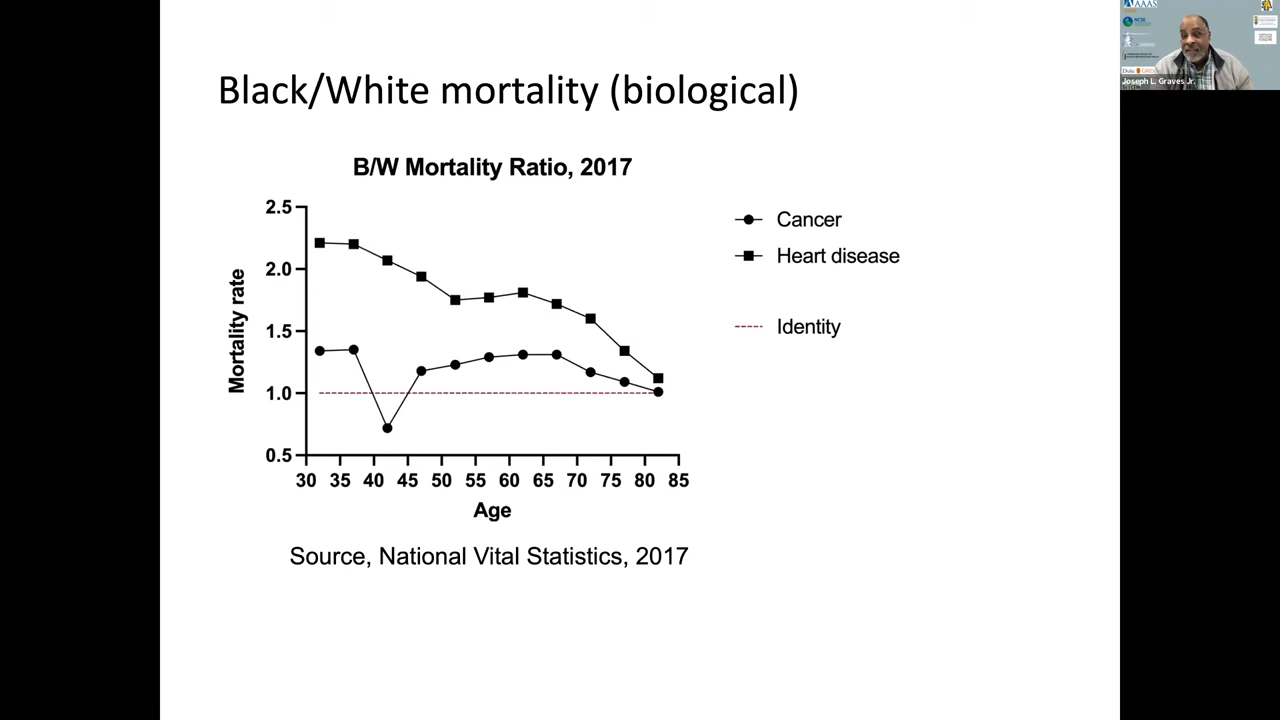 Black/White mortality (biological)
B/W Mortality Ratio, 2017
2.5
2.0
1.5
1.0
0.5
Mortality rate
30 35 40 45 50 55 60 65 70 75 80 85
Age
Cancer
Heart disease
Identity
Source, National Vital Statistics, 2017
AAAS
Duke
Joseph L. Graves Jr.